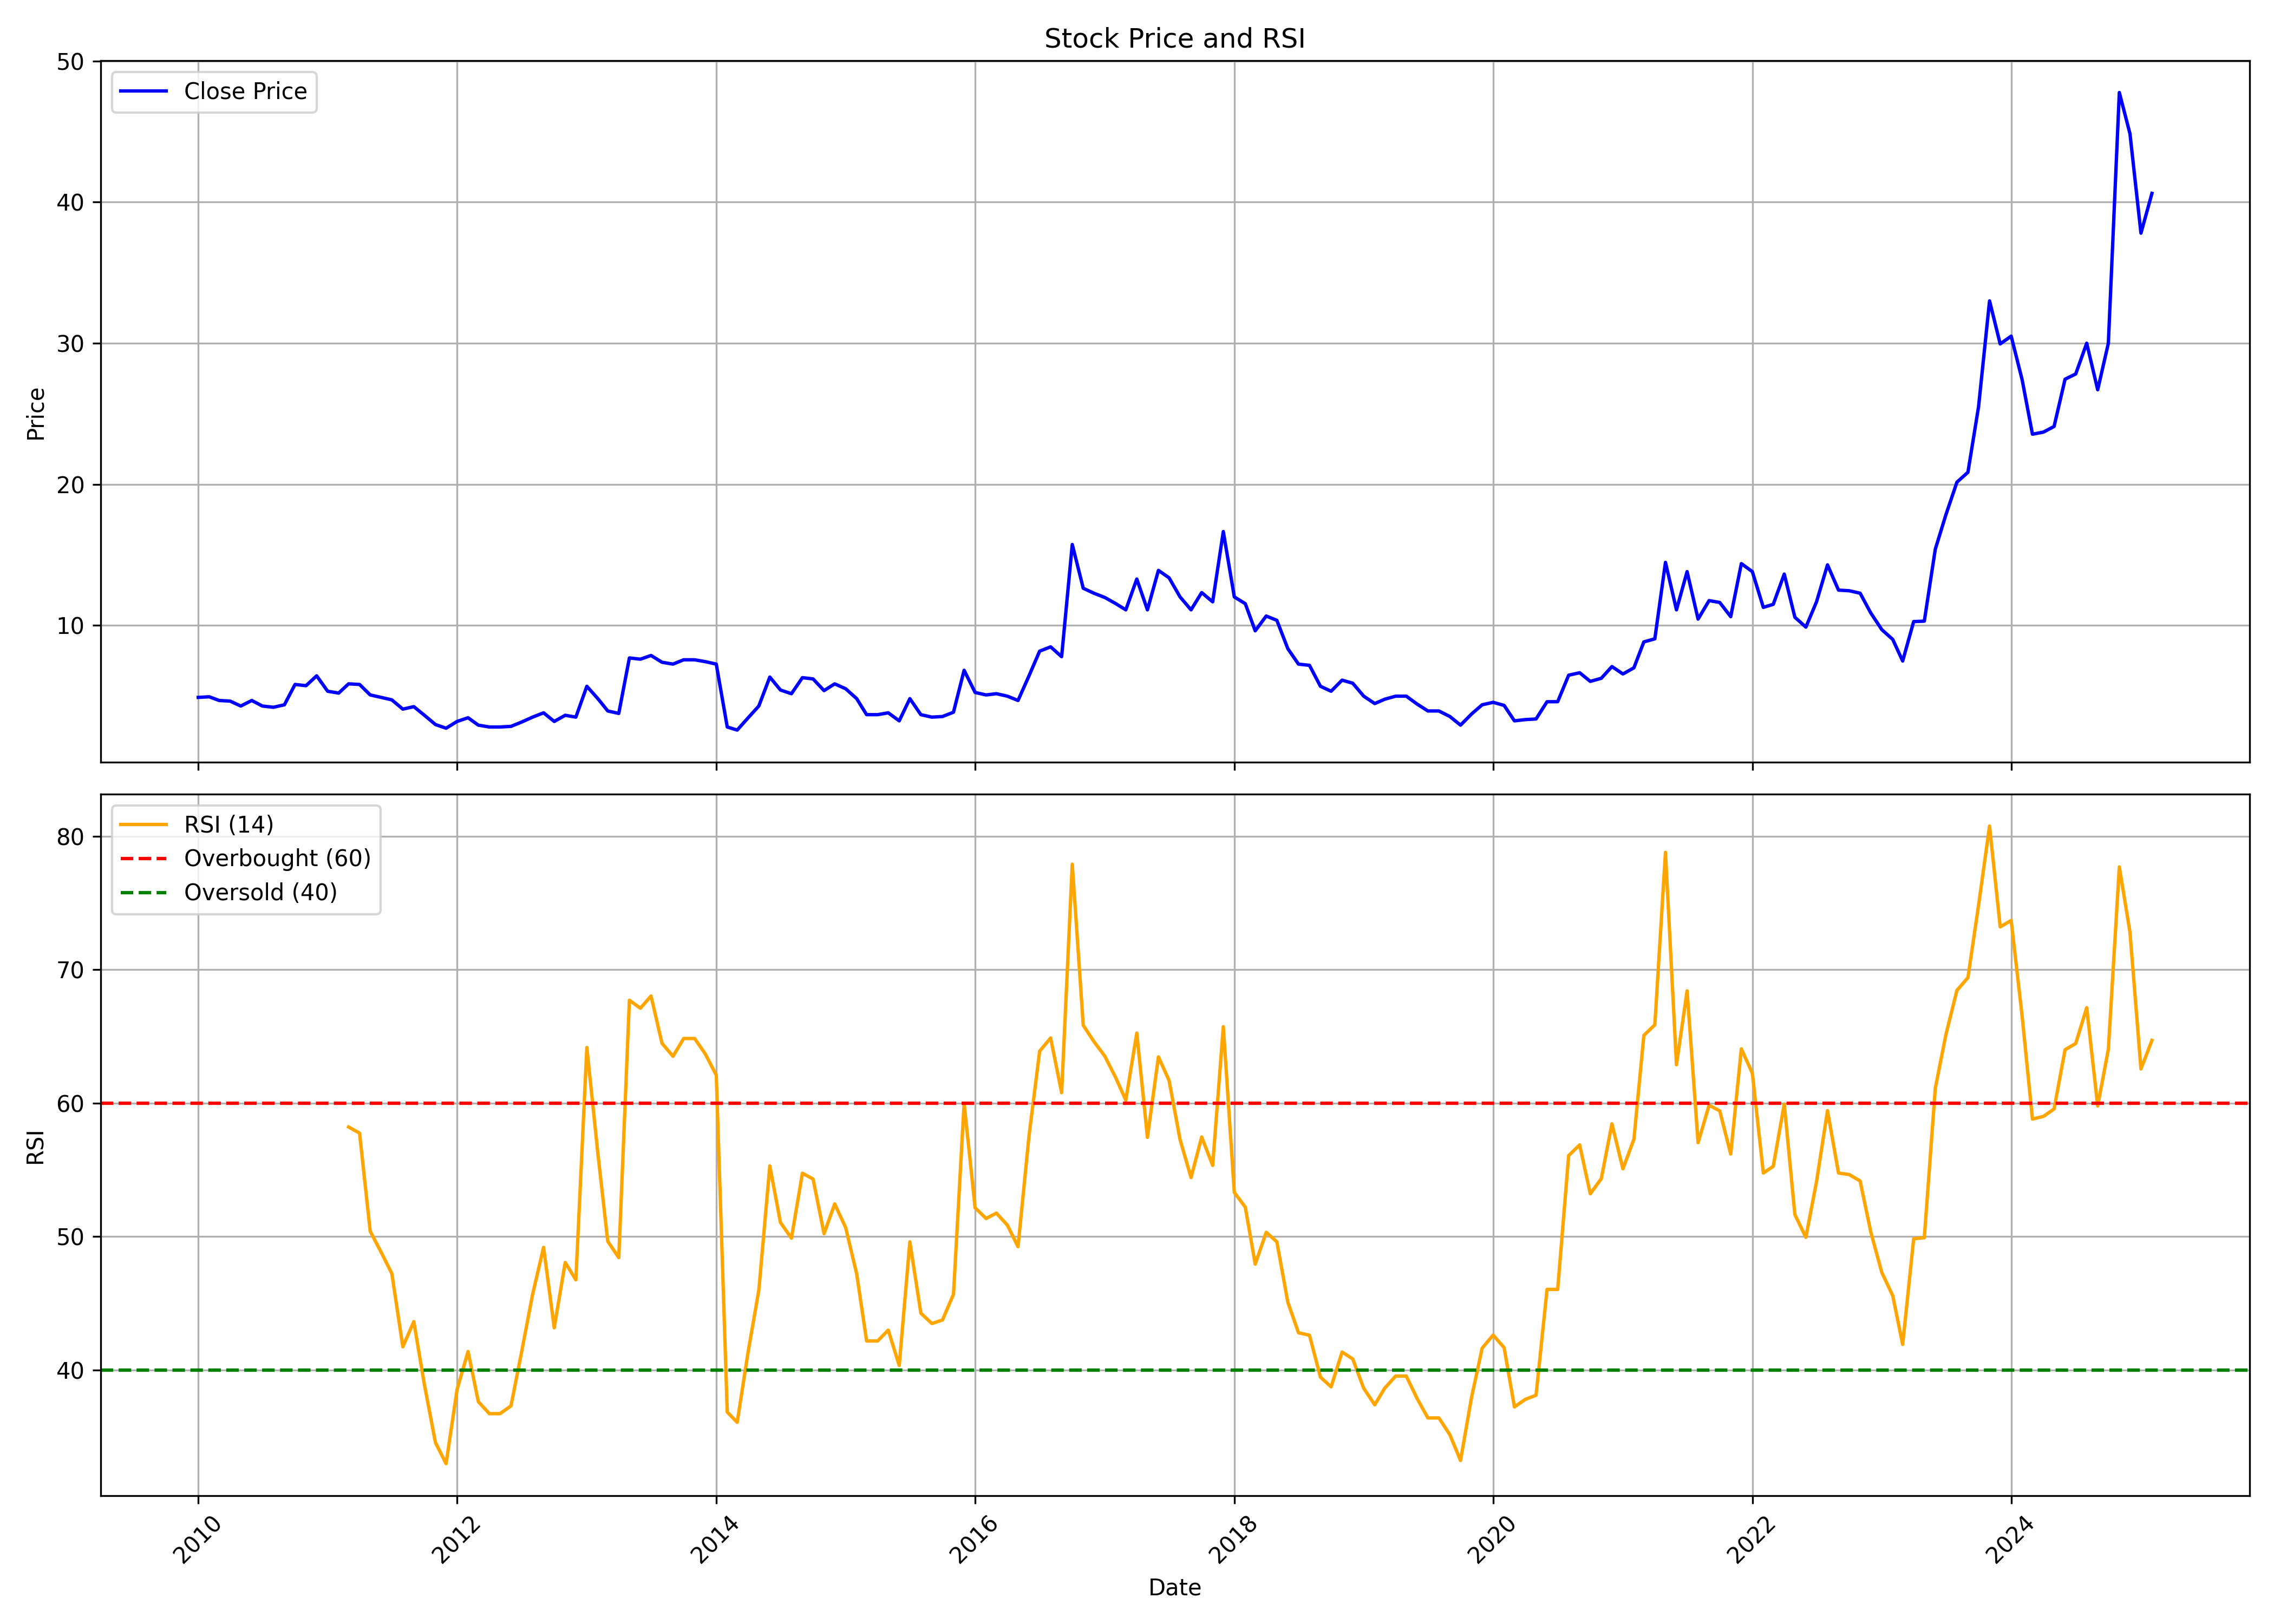 Stock Price and RSI
50
40
30
20
10
Price
Close Price
80
70
60
50
40
RSI
RSI (14)
Overbought (60)
Oversold (40)
2010
2012
2014
2016
2018
2020
2022
2024
Date